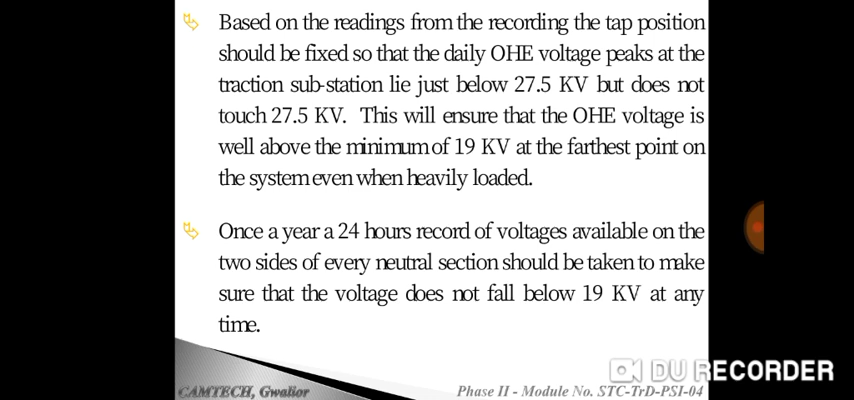 Based on the readings from the recording the tap position
should be fixed so that the daily OHE voltage peaks at the
traction sub-station lie just below 27.5 KV but does not
touch 27.5 KV. This will ensure that the OHE voltage is
well above the minimum of 19 KV at the farthest point on
the system even when heavily loaded.
Once a year a 24 hours record of voltages available on the
two sides of every neutral section should be taken to make
sure that the voltage does not fall below 19 KV at any
time.
DU RECORDER
CAMTECH, Gwalior
Phase II - Module No. STC-TrD-PSI-04